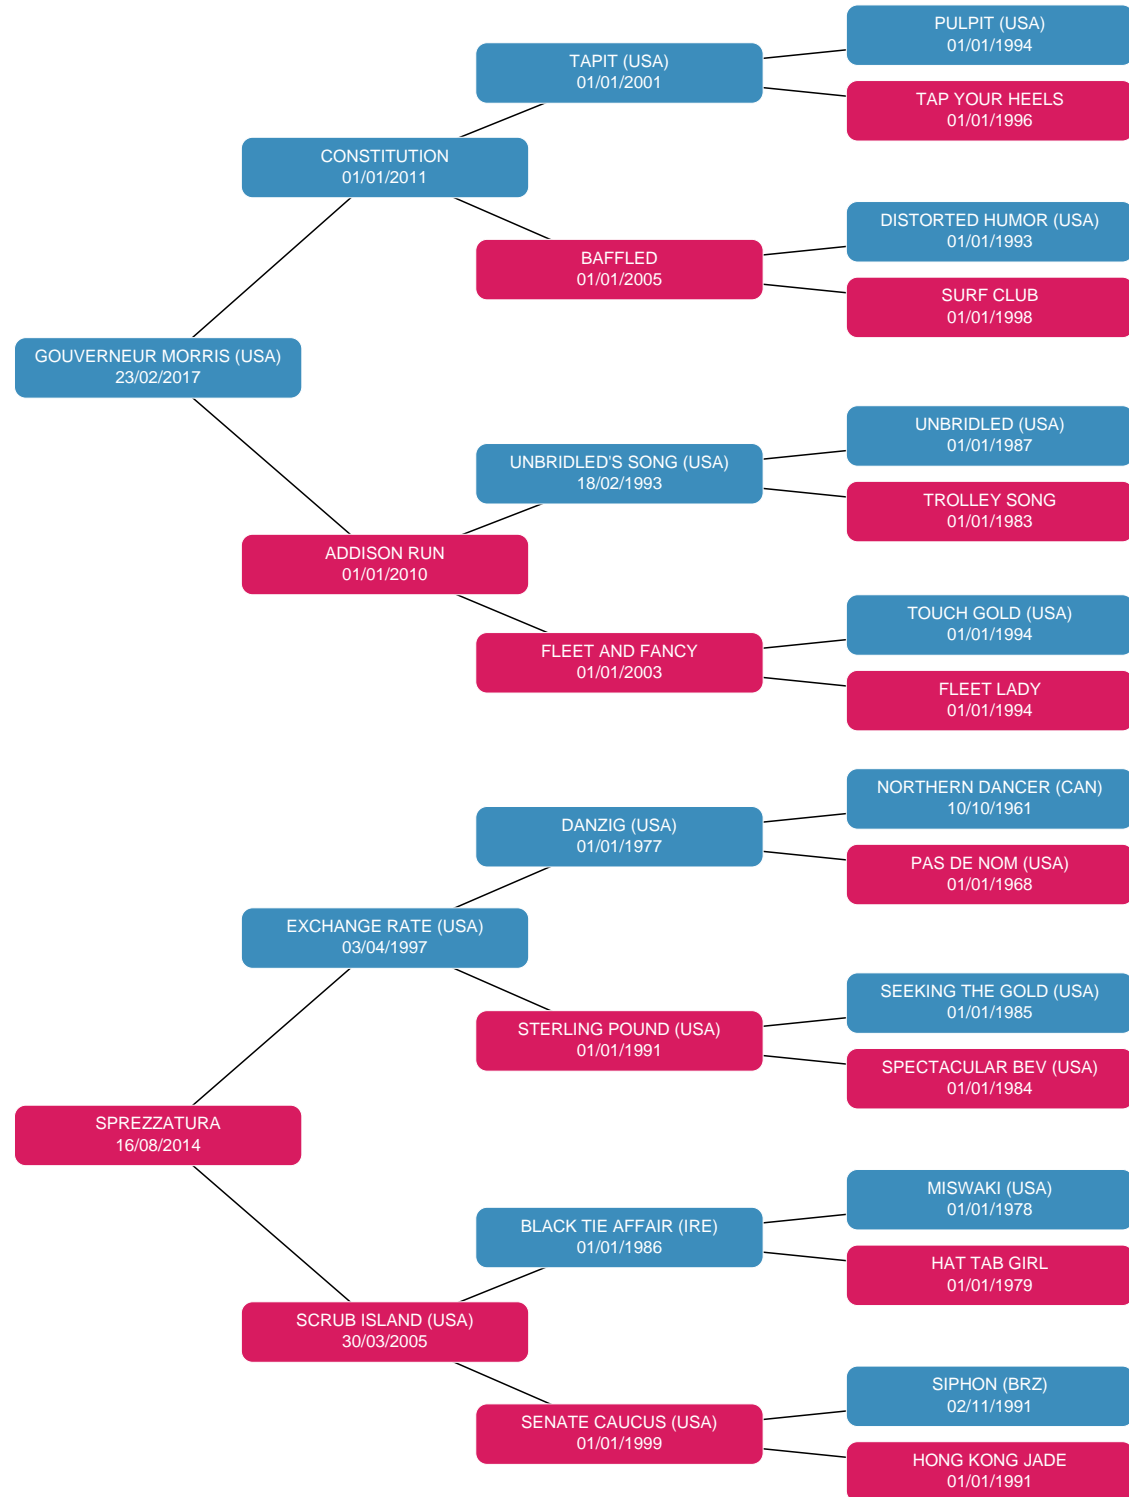 PULPIT (USA)
01/01/1994
TAPIT (USA)
01/01/2001
TAP YOUR HEELS
01/01/1996
CONSTITUTION
01/01/2011
DISTORTED HUMOR (USA)
01/01/1993
BAFFLED
01/01/2005
SURF CLUB
01/01/1998
GOUVERNEUR MORRIS (USA)
23/02/2017
UNBRIDLED (USA)
01/01/1987
UNBRIDLED'S SONG (USA)
18/02/1993
TROLLEY SONG
01/01/1983
ADDISON RUN
01/01/2010
TOUCH GOLD (USA)
01/01/1994
FLEET AND FANCY
01/01/2003
FLEET LADY
01/01/1994
NORTHERN DANCER (CAN)
10/10/1961
DANZIG (USA)
01/01/1977
PAS DE NOM (USA)
01/01/1968
EXCHANGE RATE (USA)
03/04/1997
SEEKING THE GOLD (USA)
01/01/1985
STERLING POUND (USA)
01/01/1991
SPECTACULAR BEV (USA)
01/01/1984
SPREZZATURA
16/08/2014
MISWAKI (USA)
01/01/1978
BLACK TIE AFFAIR (IRE)
01/01/1986
HAT TAB GIRL
01/01/1979
SCRUB ISLAND (USA)
30/03/2005
SIPHON (BRZ)
02/11/1991
SENATE CAUCUS (USA)
01/01/1999
HONG KONG JADE
01/01/1991